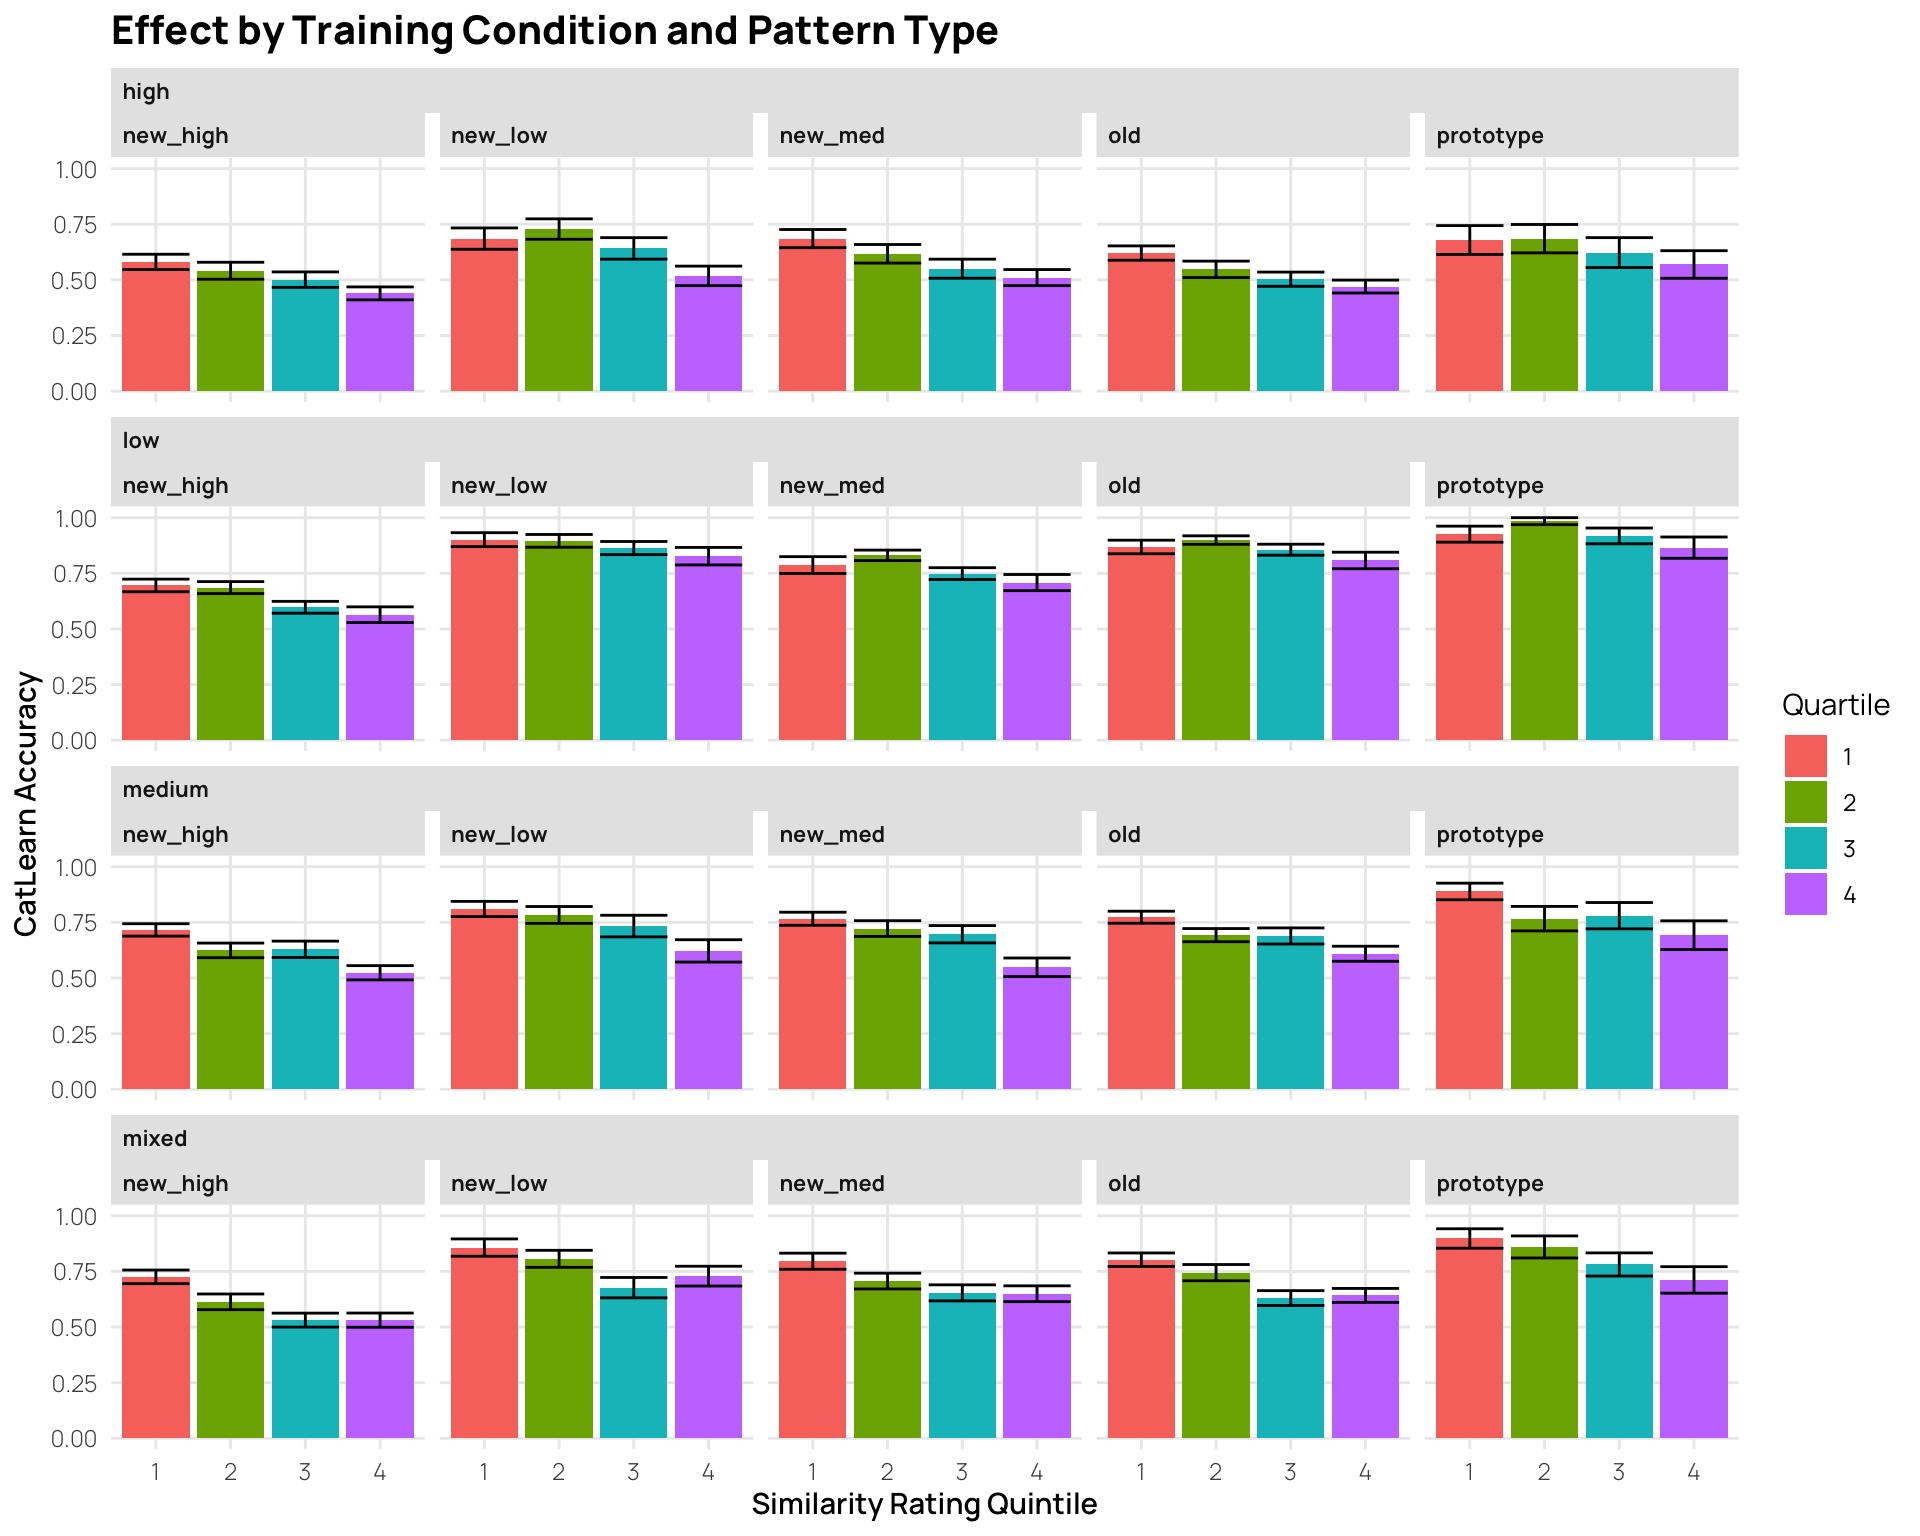 Effect by Training Condition and Pattern Type
high
new_high new_low new_med old prototype
1.00
0.75
0.50
0.25
0.00
low
new_high new_low new_med old prototype
1.00
0.75
0.50
0.25
0.00
medium
new_high new_low new_med old prototype
1.00
0.75
0.50
0.25
0.00
mixed
new_high new_low new_med old prototype
1.00
0.75
0.50
0.25
0.00
1 2 3 4 1 2 3 4 1 2 3 4 1 2 3 4 1 2 3 4
Similarity Rating Quintile
CatLearn Accuracy
Quartile
1
2
3
4